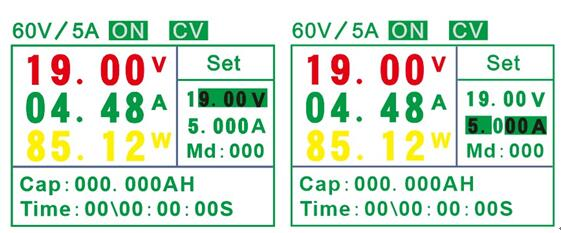 60V/5A ON CV
19.00V
04.48A
85.12W
Set
19.00V
5.000A
Md:000
Cap:000.000AH
Time:00\00:00:00S
60V/5A ON CV
19.00V
04.48A
85.12W
Set
19.00V
5.000A
Md:000
Cap:000.000AH
Time:00\00:00:00S